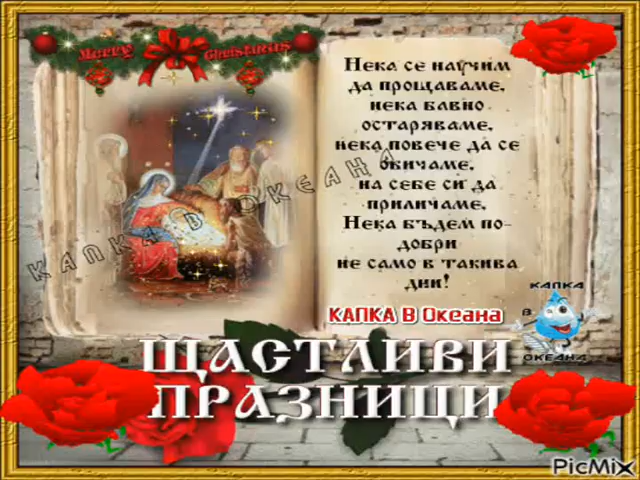 Merry Christmas
Нека се научим
да прощаваме,
нека бавно
остаряваме,
нека повече да се
обичаме,
на себе си да
приличаме,
Нека бъдем по-
добри
не само в такива
дни!
КАПКА В ОКЕАНА
КАПКА В Океана
КАПКА
В
ОКЕАНА
ЩАСТЛИВИ
ПРАЗНИЦИ
PicMix